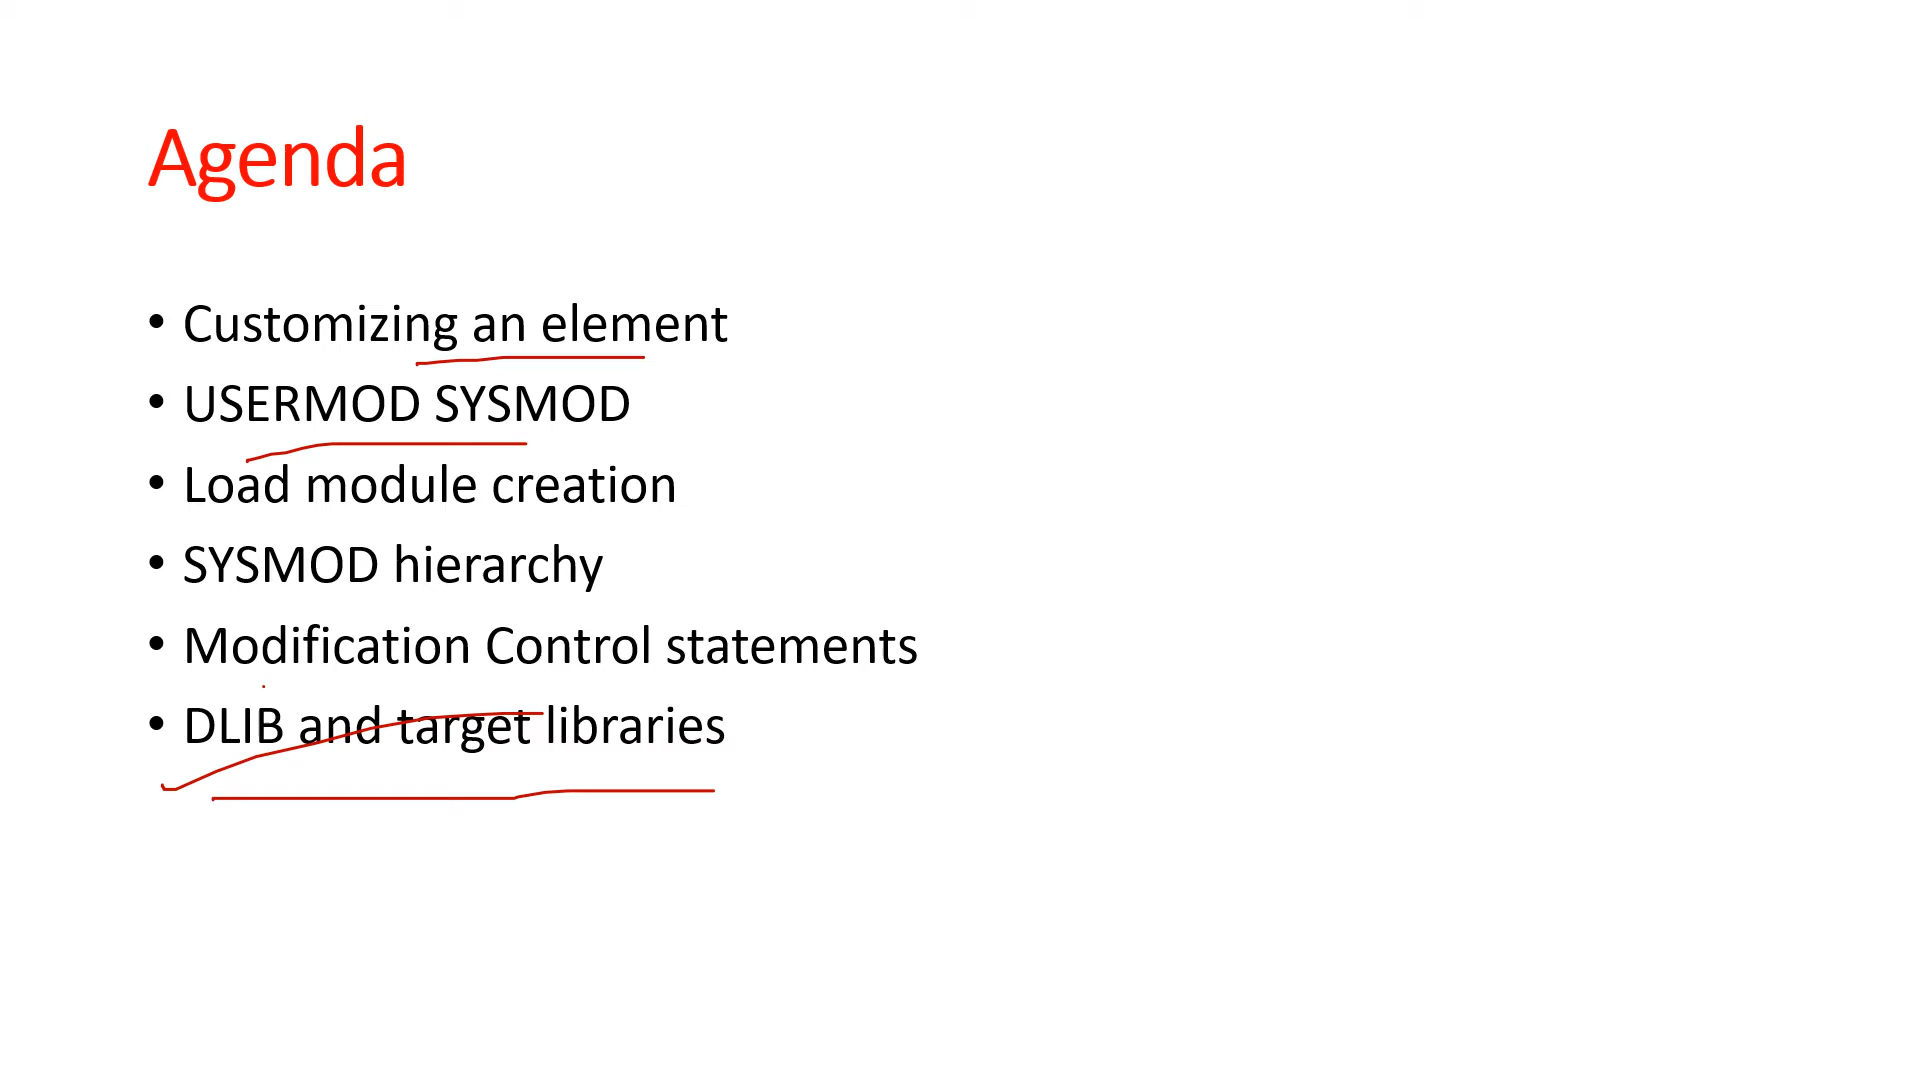 Agenda
• Customizing an element
• USERMOD SYSMOD
• Load module creation
• SYSMOD hierarchy
• Modification Control statements
• DLIB and target libraries